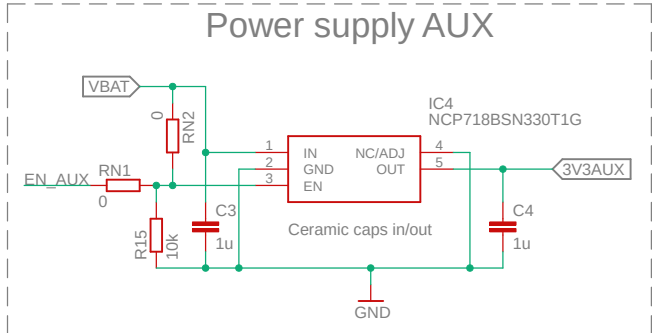 Power supply AUX
VBAT
0
RN2
IC4
NCP718BSN330T1G
1 IN NC/ADJ 4
2 GND OUT 5
3 EN
3V3AUX
EN_AUX
RN1
0
R15
10k
C3
1u
Ceramic caps in/out
C4
1u
GND